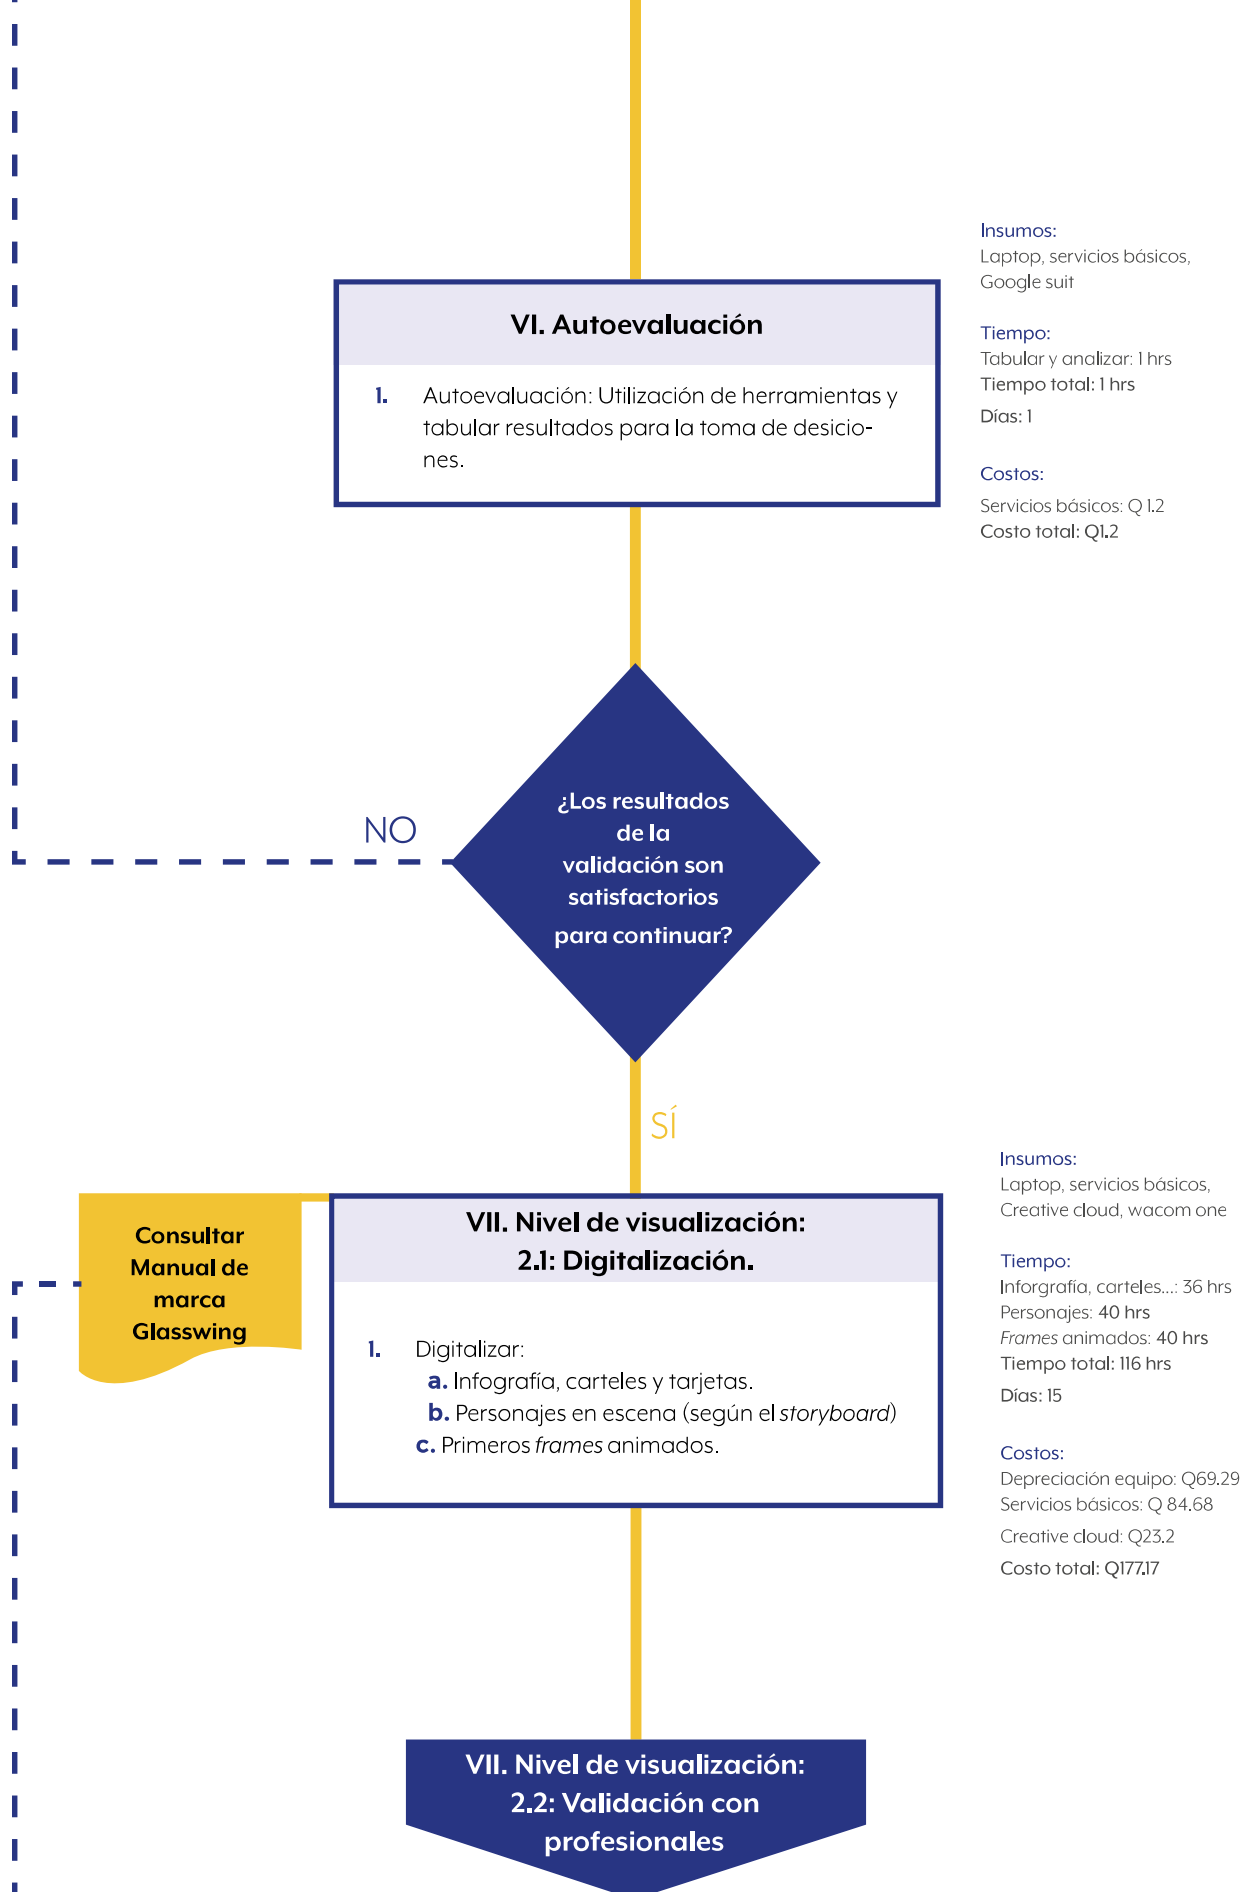 Insumos:
Laptop, servicios básicos,
Google suit
Tiempo:
Tabular y analizar: 1 hrs
Tiempo total: 1 hrs
Días: 1
Costos:
Servicios básicos: Q 1.2
Costo total: Q1.2
VI. Autoevaluación
1. Autoevaluación: Utilización de herramientas y
tabular resultados para la toma de desicio-
nes.
¿Los resultados
de la
validación son
satisfactorios
para continuar?
NO
SÍ
Consultar
Manual de
marca
Glasswing
VII. Nivel de visualización:
2.1: Digitalización.
1. Digitalizar:
a. Infografía, carteles y tarjetas.
b. Personajes en escena (según el storyboard)
c. Primeros frames animados.
Insumos:
Laptop, servicios básicos,
Creative cloud, wacom one
Tiempo:
Inforgrafía, carteles...: 36 hrs
Personajes: 40 hrs
Frames animados: 40 hrs
Tiempo total: 116 hrs
Días: 15
Costos:
Depreciación equipo: Q69.29
Servicios básicos: Q 84.68
Creative cloud: Q23.2
Costo total: Q177.17
VII. Nivel de visualización:
2.2: Validación con
profesionales